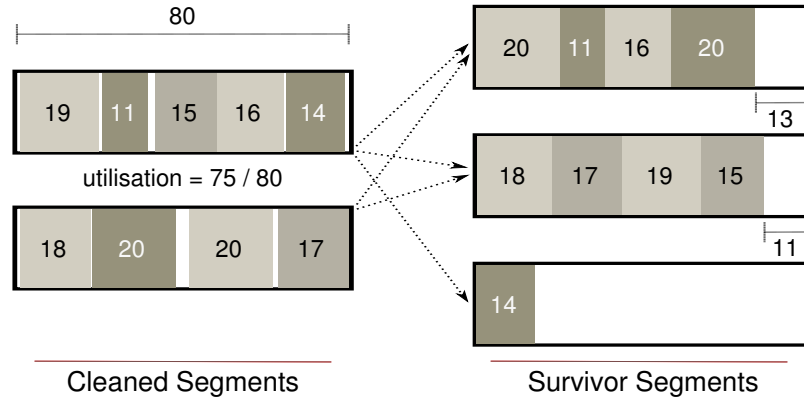 80
19 11 15 16 14
utilisation = 75 / 80
18 20 20 17
Cleaned Segments
20 11 16 20
13
18 17 19 15
11
14
Survivor Segments